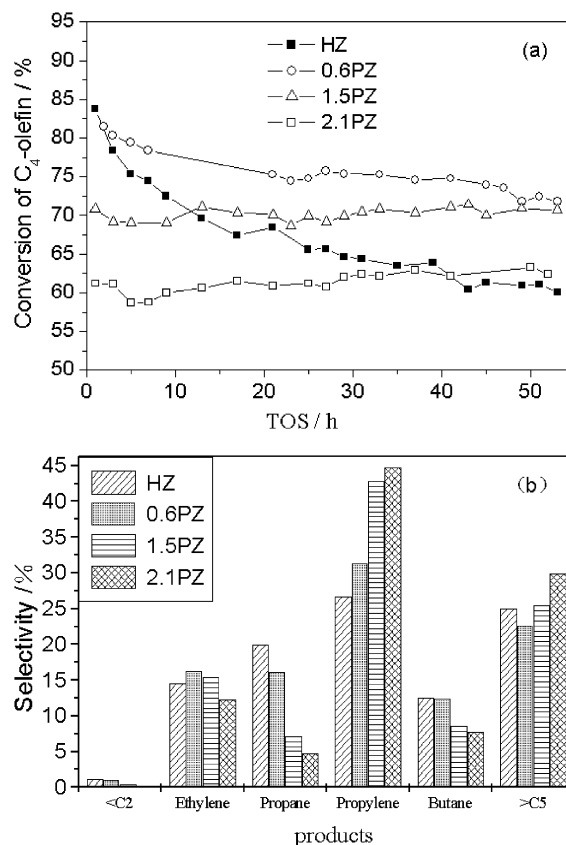 (a)
HZ
0.6PZ
1.5PZ
2.1PZ
Conversion of C4-olefin / %
95
90
85
80
75
70
65
60
55
50
0 10 20 30 40 50
TOS / h
(b)
HZ
0.6PZ
1.5PZ
2.1PZ
Selectivity /%
45
40
35
30
25
20
15
10
5
0
<C2 Ethylene Propane Propylene Butane >C5
products